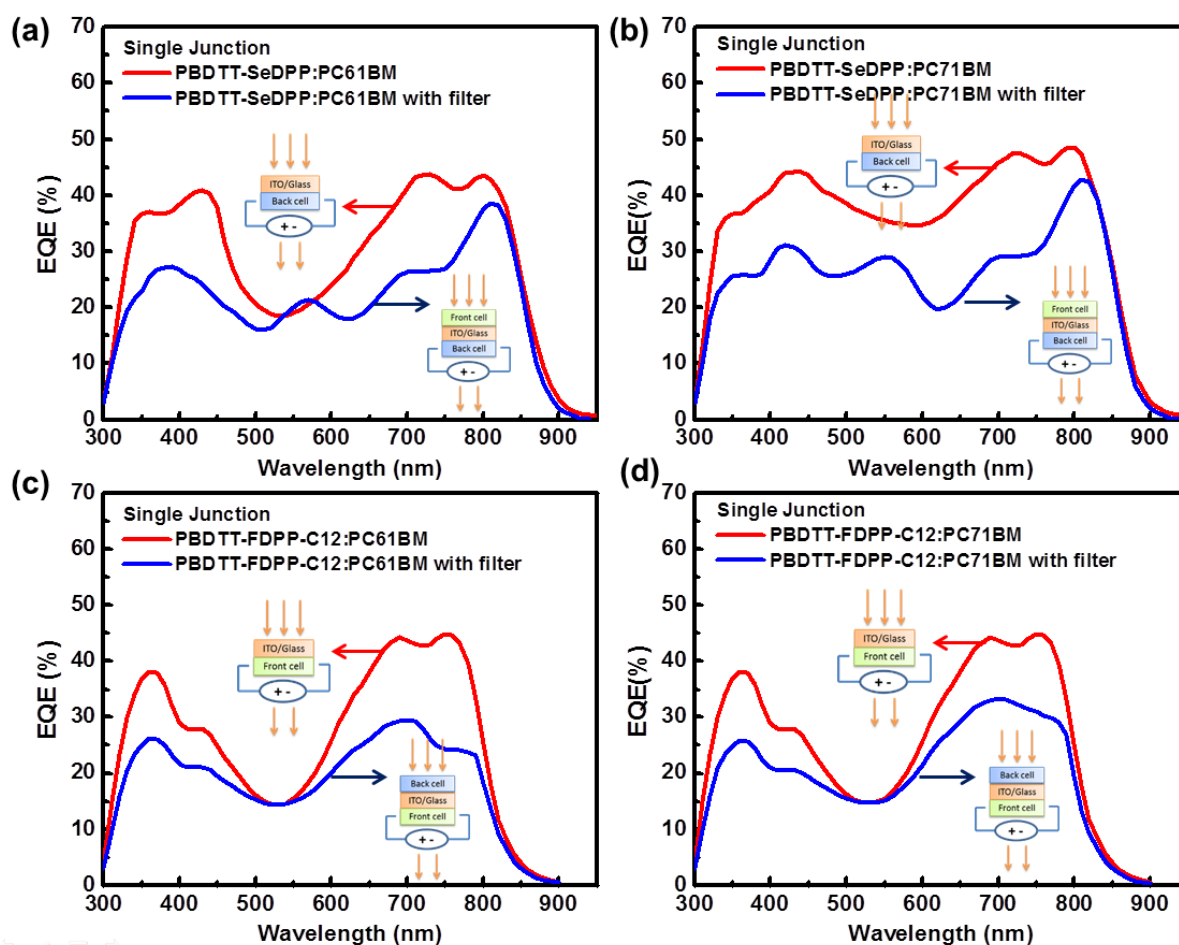 (a)
70
60
50
40
30
20
10
0
EQE (%)
Single Junction
PBDTT-SeDPP:PC61BM
PBDTT-SeDPP:PC61BM with filter
ITO/Glass
Back cell
+ -
Front cell
ITO/Glass
Back cell
+ -
300 400 500 600 700 800 900
Wavelength (nm)
(b)
70
60
50
40
30
20
10
0
EQE(%)
Single Junction
PBDTT-SeDPP:PC71BM
PBDTT-SeDPP:PC71BM with filter
ITO/Glass
Back cell
+ -
Front cell
ITO/Glass
Back cell
+ -
300 400 500 600 700 800 900
Wavelength (nm)
(c)
70
60
50
40
30
20
10
0
EQE (%)
Single Junction
PBDTT-FDPP-C12:PC61BM
PBDTT-FDPP-C12:PC61BM with filter
ITO/Glass
Front cell
+ -
Back cell
ITO/Glass
Front cell
+ -
300 400 500 600 700 800 900
Wavelength (nm)
(d)
70
60
50
40
30
20
10
0
EQE(%)
Single Junction
PBDTT-FDPP-C12:PC71BM
PBDTT-FDPP-C12:PC71BM with filter
ITO/Glass
Front cell
+ -
Back cell
ITO/Glass
Front cell
+ -
300 400 500 600 700 800 900
Wavelength (nm)